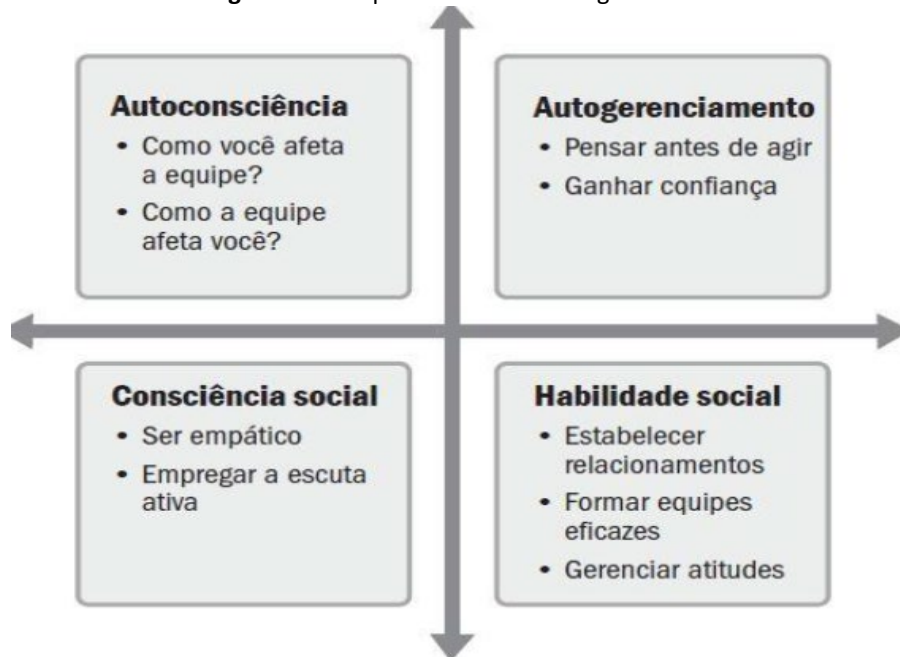 Autoconsciência
• Como você afeta
a equipe?
• Como a equipe
afeta você?
Autogerenciamento
• Pensar antes de agir
• Ganhar confiança
Consciência social
• Ser empático
• Empregar a escuta
ativa
Habilidade social
• Estabelecer
relacionamentos
• Formar equipes
eficazes
• Gerenciar atitudes